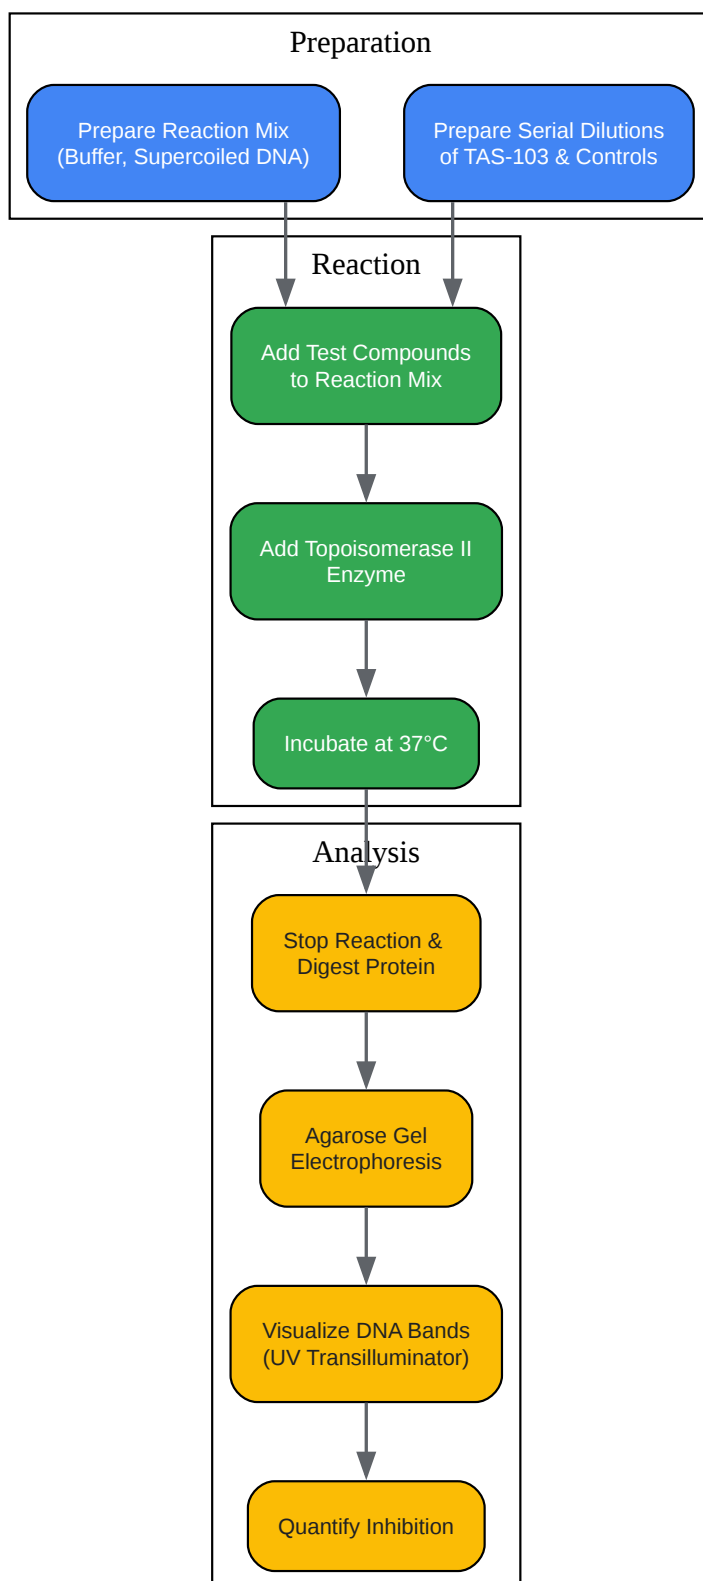 Preparation
Prepare Reaction Mix
(Buffer, Supercoiled DNA)
Prepare Serial Dilutions
of TAS-103 & Controls
Reaction
Add Test Compounds
to Reaction Mix
Add Topoisomerase II
Enzyme
Incubate at 37°C
Analysis
Stop Reaction &
Digest Protein
Agarose Gel
Electrophoresis
Visualize DNA Bands
(UV Transilluminator)
Quantify Inhibition